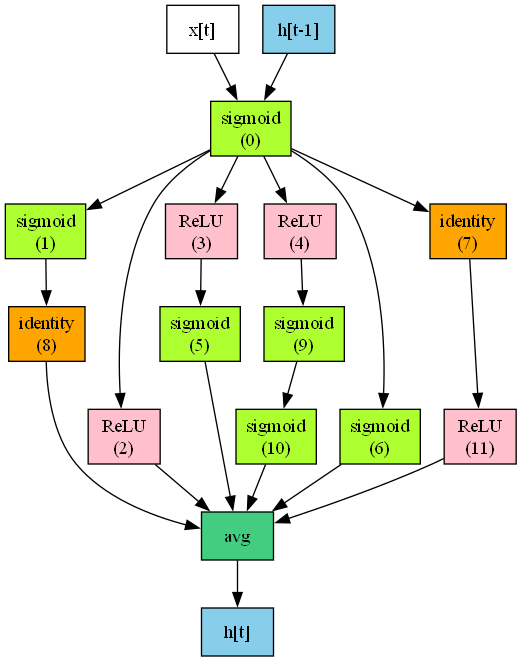 x[t]
h[t-1]
sigmoid
(0)
sigmoid
(1)
ReLU
(3)
ReLU
(4)
identity
(7)
identity
(8)
sigmoid
(5)
sigmoid
(9)
ReLU
(2)
sigmoid
(10)
sigmoid
(6)
ReLU
(11)
avg
h[t]